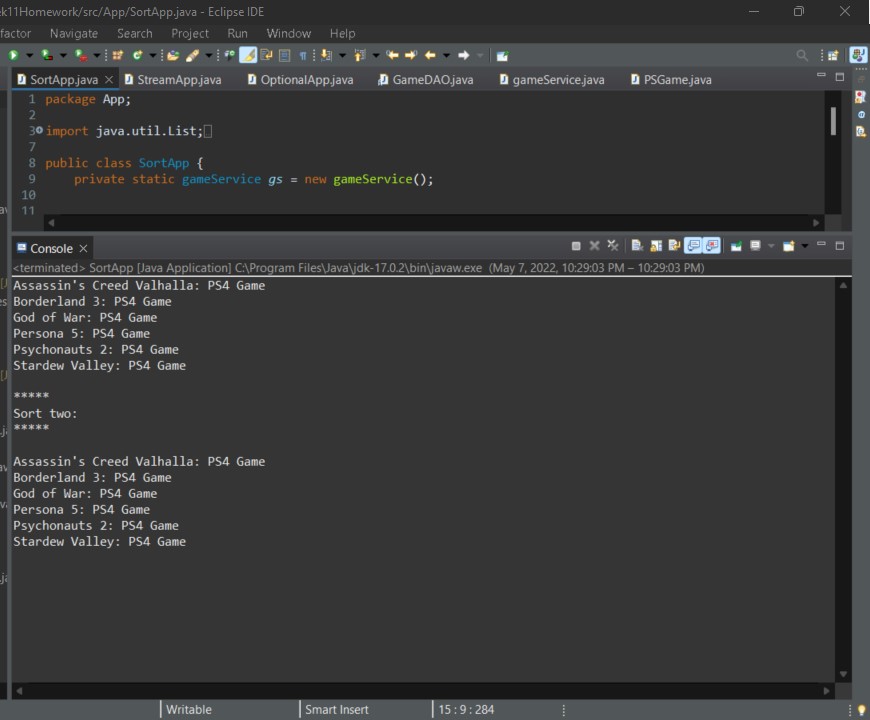 ek11Homework/src/App/SortApp.java - Eclipse IDE
factor Navigate Search Project Run Window Help
SortApp.java StreamApp.java OptionalApp.java GameDAO.java gameService.java PSGame.java
1 package App;
2
3 import java.util.List;
7
8 public class SortApp {
9 private static gameService gs = new gameService();
10
11
Console
<terminated> SortApp [Java Application] C:\Program Files\Java\jdk-17.0.2\bin\javaw.exe (May 7, 2022, 10:29:03 PM – 10:29:03 PM)
Assassin's Creed Valhalla: PS4 Game
Borderland 3: PS4 Game
God of War: PS4 Game
Persona 5: PS4 Game
Psychonauts 2: PS4 Game
Stardew Valley: PS4 Game
*****
Sort two:
*****
Assassin's Creed Valhalla: PS4 Game
Borderland 3: PS4 Game
God of War: PS4 Game
Persona 5: PS4 Game
Psychonauts 2: PS4 Game
Stardew Valley: PS4 Game
Writable Smart Insert 15 : 9 : 284